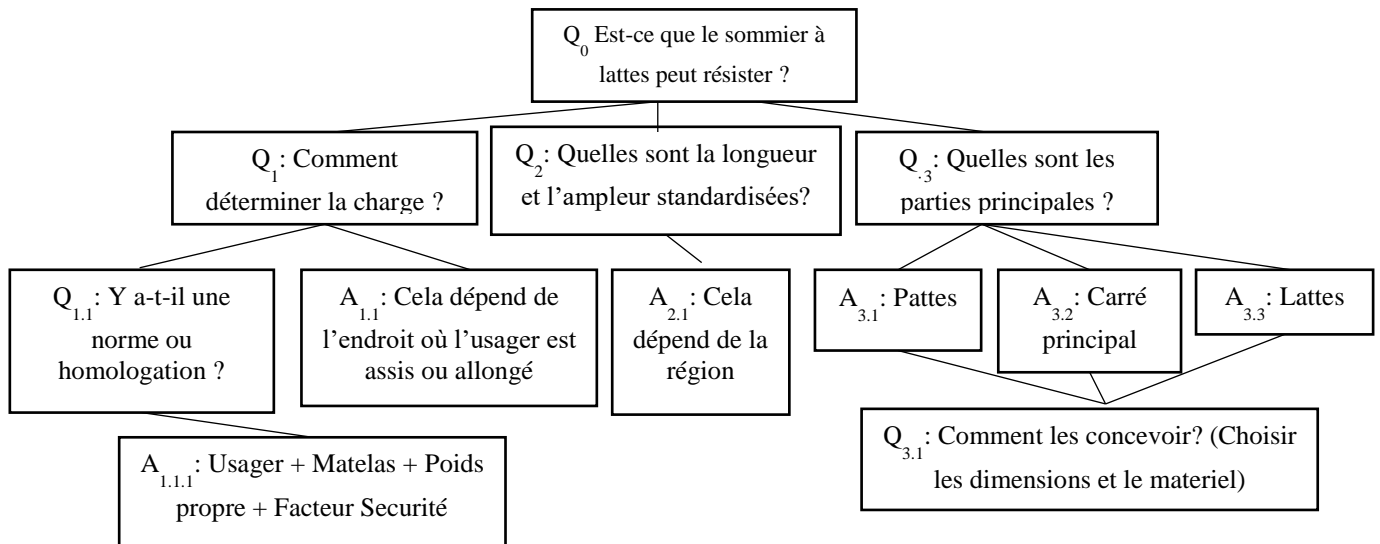 Q0 Est-ce que le sommier à
lattes peut résister ?
Q1: Comment
déterminer la charge ?
Q2: Quelles sont la longueur
et l’ampleur standardisées?
Q.3: Quelles sont les
parties principales ?
Q1.1: Y a-t-il une
norme ou
homologation ?
A1.1: Cela dépend de
l’endroit où l’usager est
assis ou allongé
A2.1: Cela
dépend de la
région
A3.1: Pattes
A3.2: Carré
principal
A3.3: Lattes
A1.1.1: Usager + Matelas + Poids
propre + Facteur Securité
Q3.1: Comment les concevoir? (Choisir
les dimensions et le materiel)